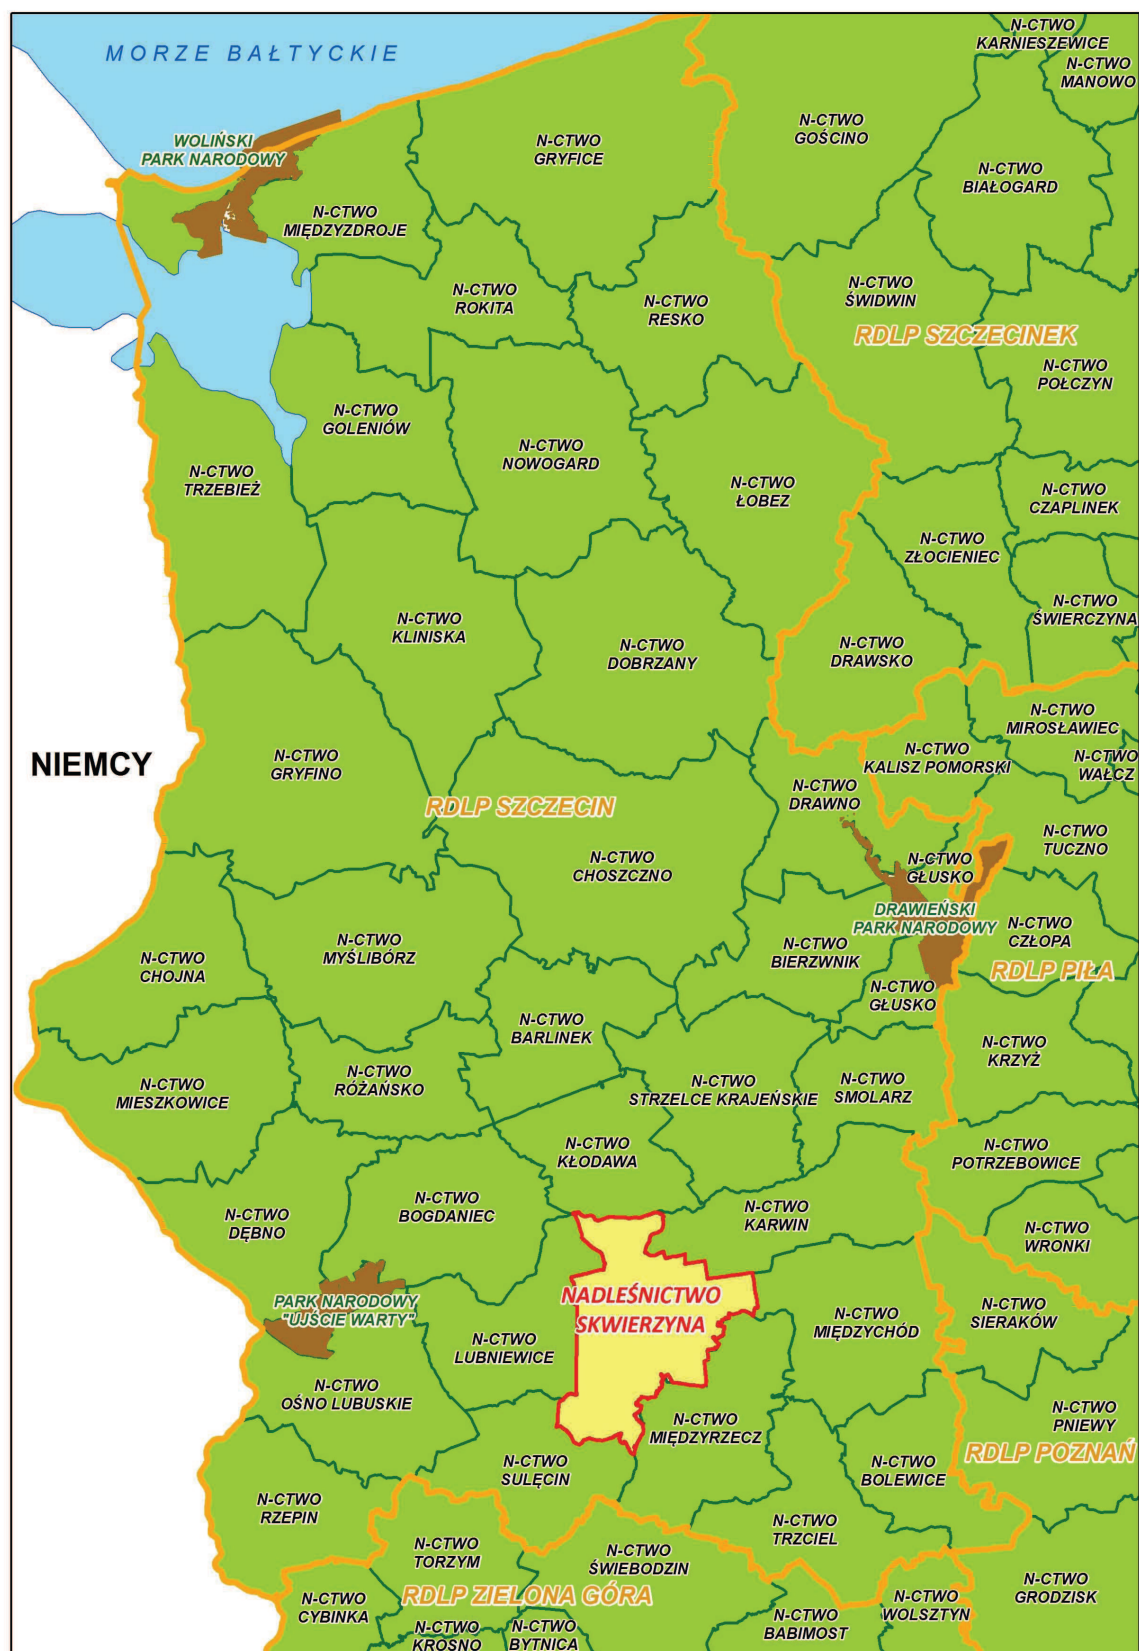 N-CTWO
KARNIESZEWICE
MORZE BAŁTYCKIE
N-CTWO
MANOWO
N-CTWO
GOŚCINO
WOLIŃSKI
PARK NARODOWY
N-CTWO
GRYFICE
N-CTWO
BIAŁOGARD
N-CTWO
MIĘDZYZDROJE
N-CTWO
ROKITA
N-CTWO
RESKO
N-CTWO
ŚWIDWIN
RDLP SZCZECINEK
N-CTWO
POŁCZYN
N-CTWO
GOLENIÓW
N-CTWO
NOWOGARD
N-CTWO
TRZEBIEŻ
N-CTWO
ŁOBEZ
N-CTWO
CZAPLINEK
N-CTWO
ZŁOCIENIEC
N-CTWO
ŚWIERCZYNA
N-CTWO
KLINISKA
N-CTWO
DOBRZANY
N-CTWO
DRAWSKO
N-CTWO
MIROSŁAWIEC
NIEMCY
N-CTWO
GRYFINO
N-CTWO
KALISZ POMORSKI
N-CTWO
WAŁCZ
N-CTWO
DRAWNO
RDLP SZCZECIN
N-CTWO
TUCZNO
N-CTWO
CHOSZCZNO
N-CTWO
GŁUSKO
DRAWIEŃSKI
PARK NARODOWY
N-CTWO
CZŁOPA
N-CTWO
MYŚLIBÓRZ
N-CTWO
BIERZWNIK
N-CTWO
CHOJNA
RDLP PIŁA
N-CTWO
GŁUSKO
N-CTWO
BARLINEK
N-CTWO
KRZYŻ
N-CTWO
MIESZKOWICE
N-CTWO
RÓŻAŃSKO
N-CTWO
STRZELCE KRAJEŃSKIE
N-CTWO
SMOLARZ
N-CTWO
KŁODAWA
N-CTWO
POTRZEBOWICE
N-CTWO
DĘBNO
N-CTWO
BOGDANIEC
N-CTWO
KARWIN
N-CTWO
WRONKI
PARK NARODOWY
"UJŚCIE WARTY"
NADLEŚNICTWO
SKWIERZYNA
N-CTWO
MIĘDZYCHÓD
N-CTWO
SIERAKÓW
N-CTWO
LUBNIEWICE
N-CTWO
OŚNO LUBUSKIE
N-CTWO
MIĘDZYRZECZ
N-CTWO
PNIEWY
RDLP POZNAŃ
N-CTWO
SULĘCIN
N-CTWO
BOLEWICE
N-CTWO
RZEPIN
N-CTWO
TRZCIEL
N-CTWO
TORZYM
N-CTWO
ŚWIEBODZIN
N-CTWO
GRODZISK
RDLP ZIELONA GÓRA
N-CTWO
CYBINKA
N-CTWO
WOLSZTYN
N-CTWO
KROSNO
N-CTWO
BYTNICA
N-CTWO
BABIMOST